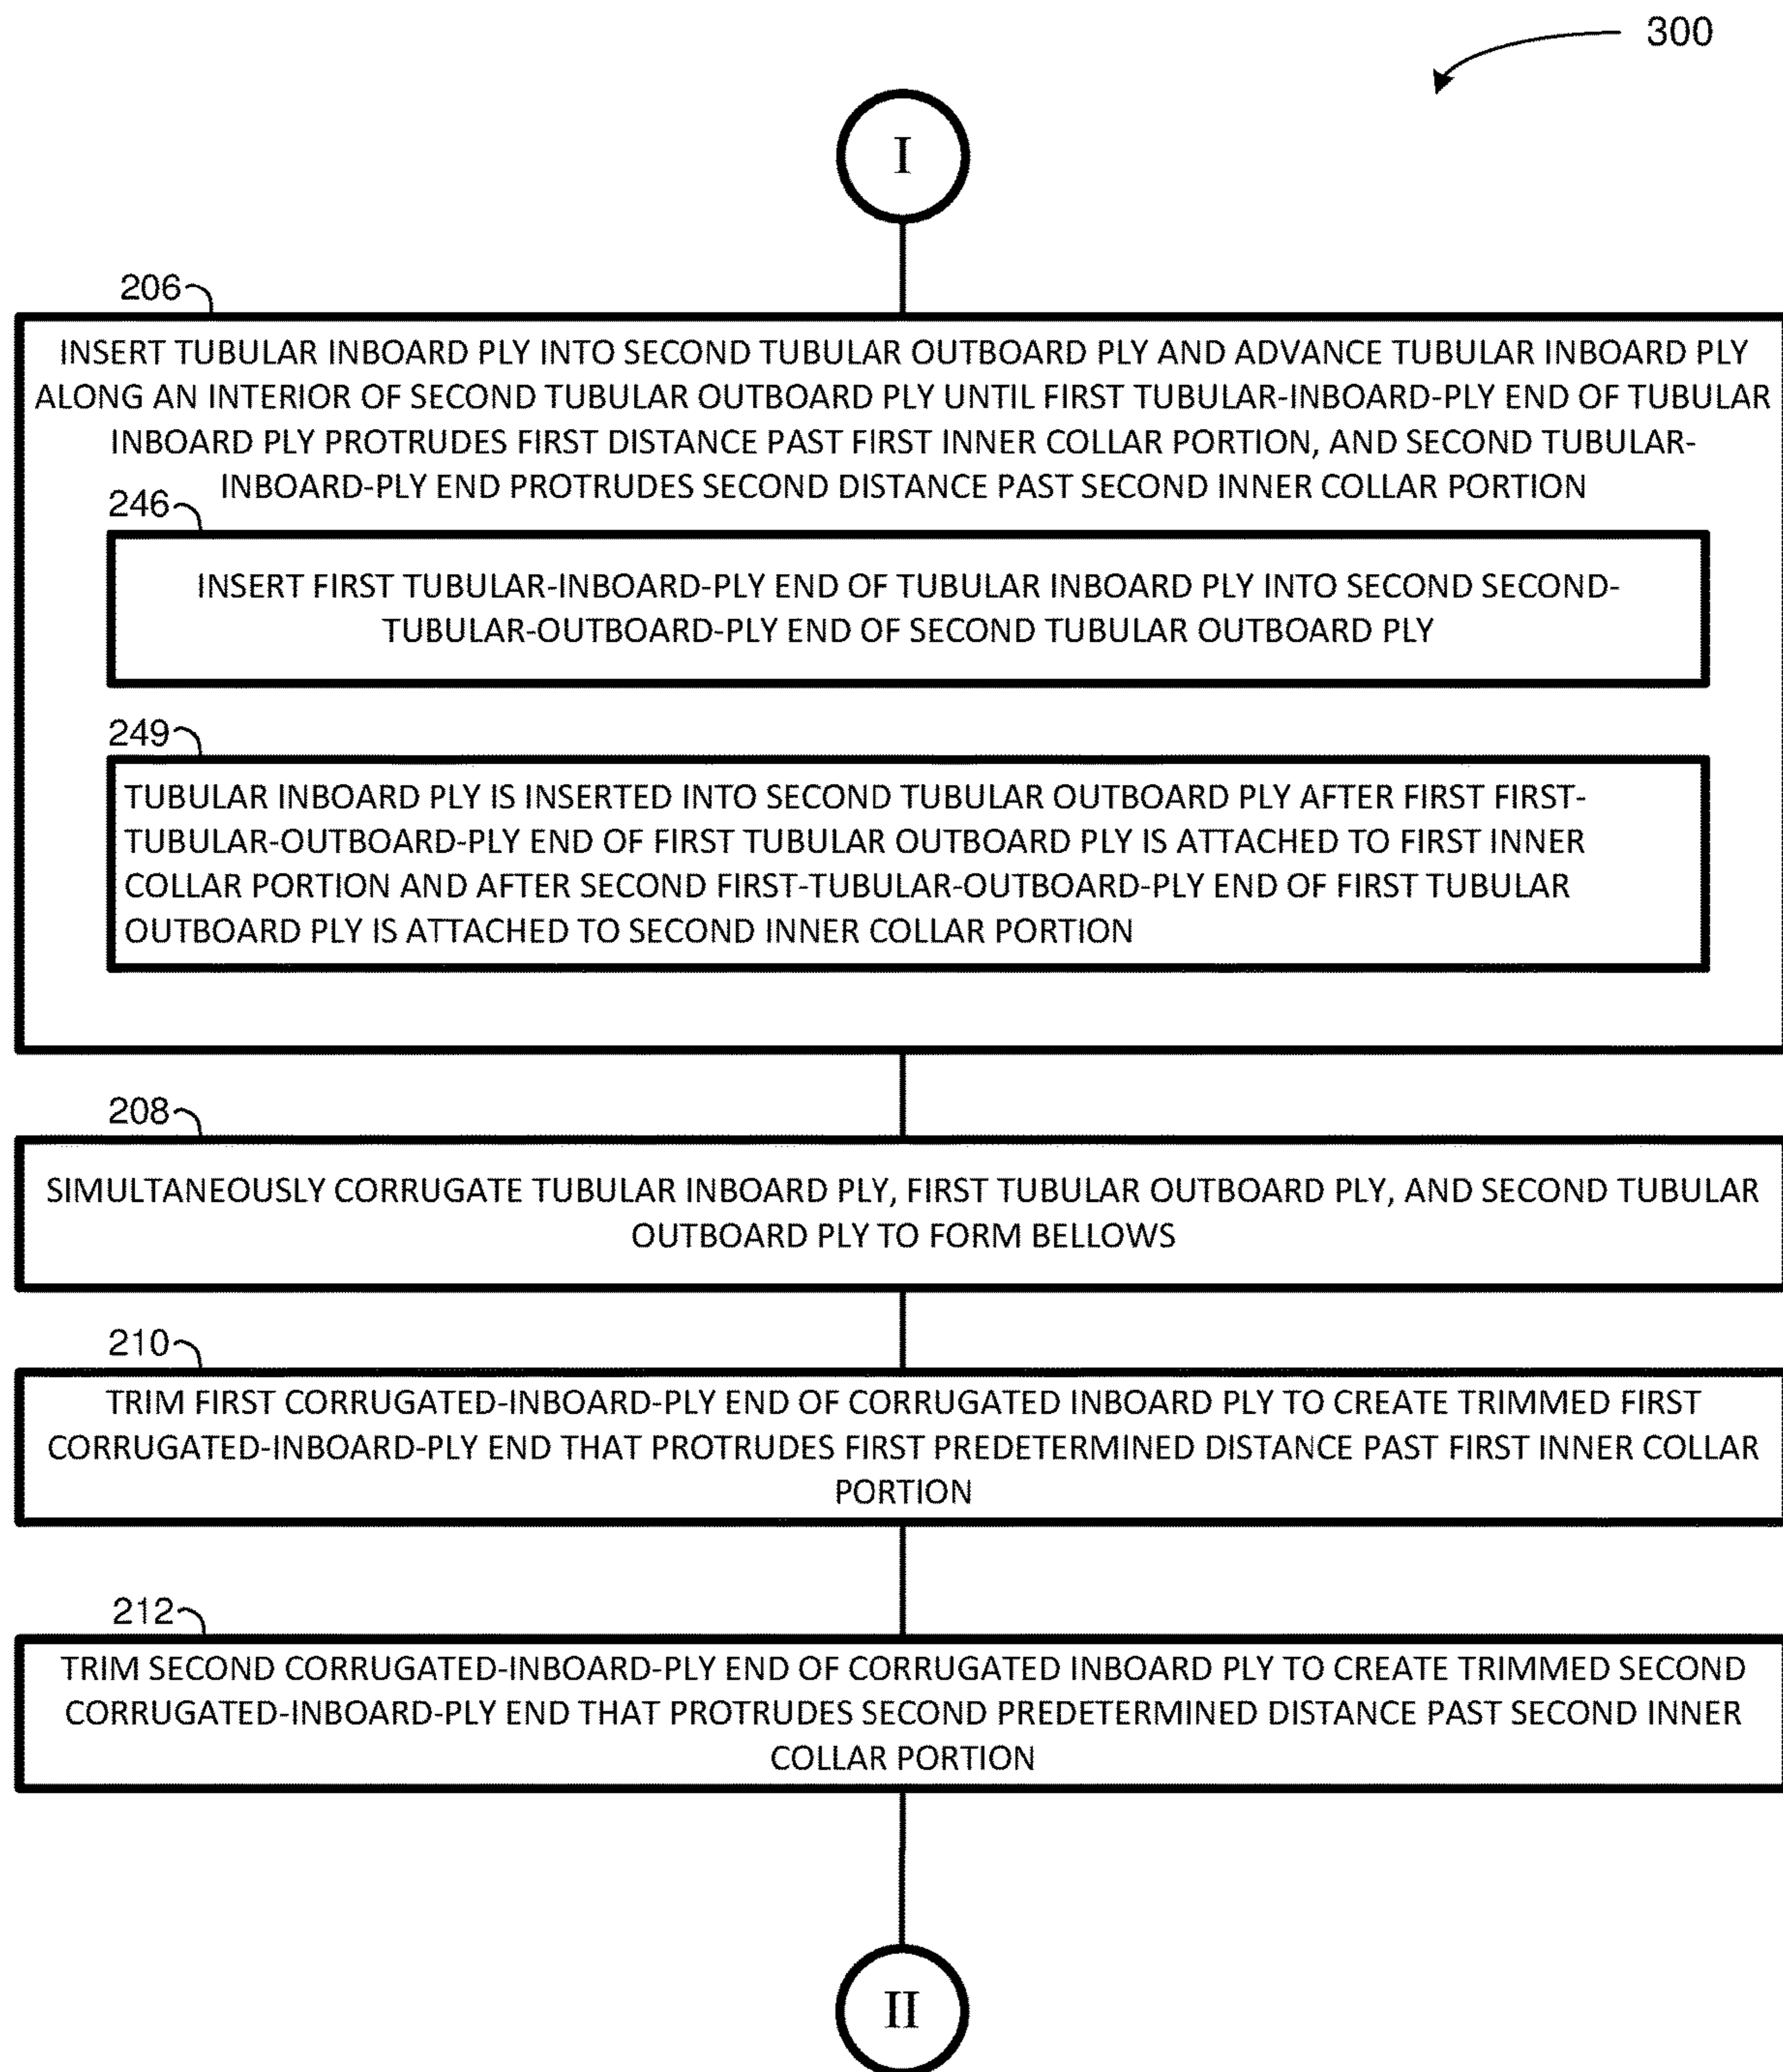 300
I
206
INSERT TUBULAR INBOARD PLY INTO SECOND TUBULAR OUTBOARD PLY AND ADVANCE TUBULAR INBOARD PLY
ALONG AN INTERIOR OF SECOND TUBULAR OUTBOARD PLY UNTIL FIRST TUBULAR-INBOARD-PLY END OF TUBULAR
INBOARD PLY PROTRUDES FIRST DISTANCE PAST FIRST INNER COLLAR PORTION, AND SECOND TUBULAR-
INBOARD-PLY END PROTRUDES SECOND DISTANCE PAST SECOND INNER COLLAR PORTION
246
INSERT FIRST TUBULAR-INBOARD-PLY END OF TUBULAR INBOARD PLY INTO SECOND SECOND-
TUBULAR-OUTBOARD-PLY END OF SECOND TUBULAR OUTBOARD PLY
249
TUBULAR INBOARD PLY IS INSERTED INTO SECOND TUBULAR OUTBOARD PLY AFTER FIRST FIRST-
TUBULAR-OUTBOARD-PLY END OF FIRST TUBULAR OUTBOARD PLY IS ATTACHED TO FIRST INNER
COLLAR PORTION AND AFTER SECOND FIRST-TUBULAR-OUTBOARD-PLY END OF FIRST TUBULAR
OUTBOARD PLY IS ATTACHED TO SECOND INNER COLLAR PORTION
208
SIMULTANEOUSLY CORRUGATE TUBULAR INBOARD PLY, FIRST TUBULAR OUTBOARD PLY, AND SECOND TUBULAR
OUTBOARD PLY TO FORM BELLOWS
210
TRIM FIRST CORRUGATED-INBOARD-PLY END OF CORRUGATED INBOARD PLY TO CREATE TRIMMED FIRST
CORRUGATED-INBOARD-PLY END THAT PROTRUDES FIRST PREDETERMINED DISTANCE PAST FIRST INNER COLLAR
PORTION
212
TRIM SECOND CORRUGATED-INBOARD-PLY END OF CORRUGATED INBOARD PLY TO CREATE TRIMMED SECOND
CORRUGATED-INBOARD-PLY END THAT PROTRUDES SECOND PREDETERMINED DISTANCE PAST SECOND INNER
COLLAR PORTION
II